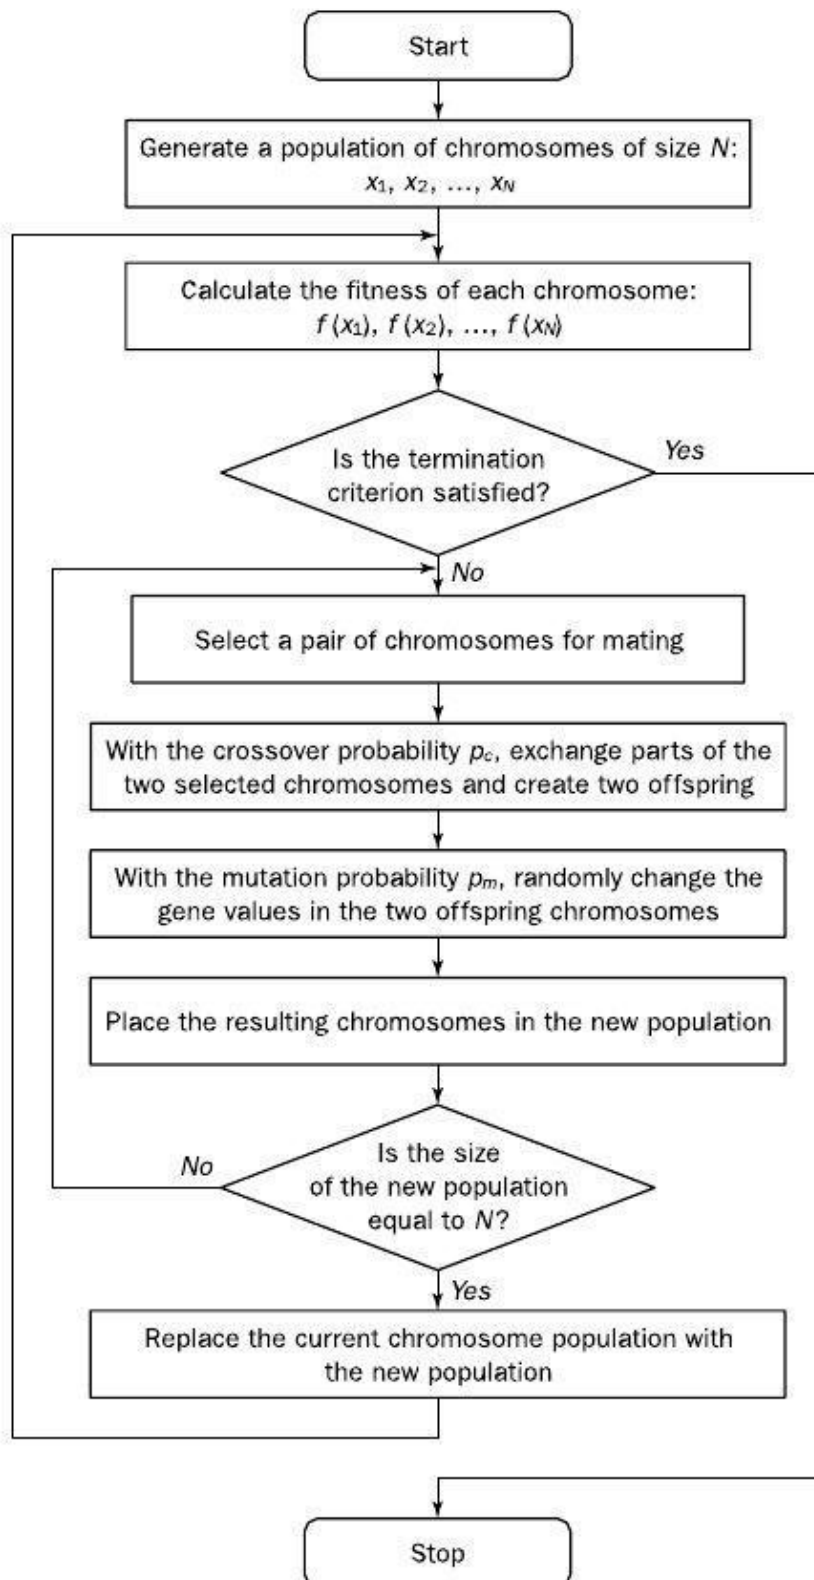 Start
Generate a population of chromosomes of size N:
x₁, x₂, ..., x_N
Calculate the fitness of each chromosome:
f (x₁), f (x₂), ..., f (x_N)
Is the termination
criterion satisfied?
Yes
No
Select a pair of chromosomes for mating
With the crossover probability p_c, exchange parts of the
two selected chromosomes and create two offspring
With the mutation probability p_m, randomly change the
gene values in the two offspring chromosomes
Place the resulting chromosomes in the new population
Is the size
of the new population
equal to N?
No
Yes
Replace the current chromosome population with
the new population
Stop